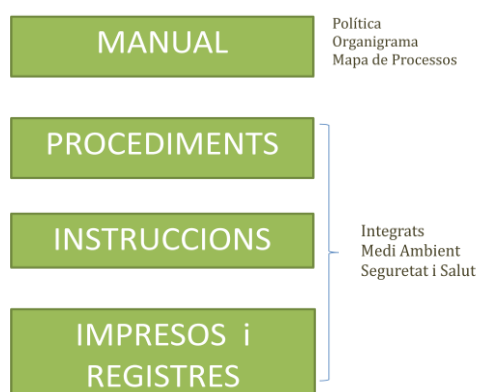 MANUAL
Política
Organigrama
Mapa de Processos
PROCEDIMENTS
INSTRUCCIONS
Integrats
Medi Ambient
Seguretat i Salut
IMPRESOS i
REGISTRES